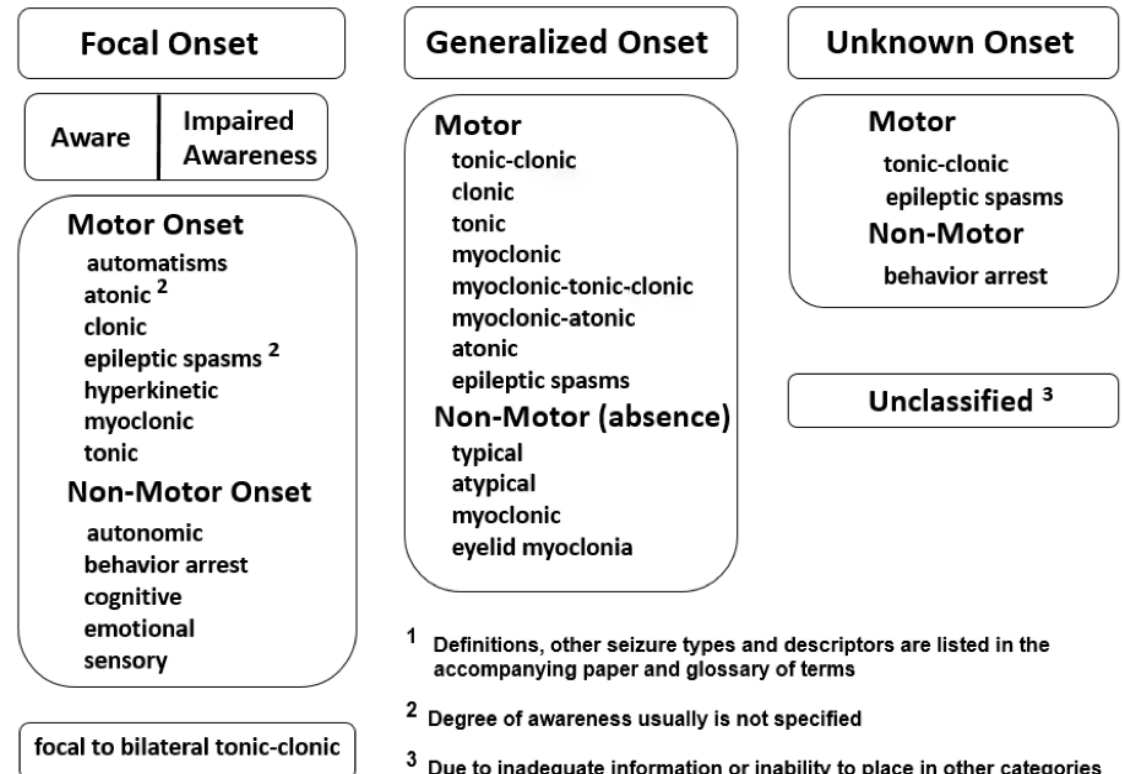 Focal Onset
Aware
Impaired
Awareness
Motor Onset
automatisms
atonic ²
clonic
epileptic spasms ²
hyperkinetic
myoclonic
tonic
Non-Motor Onset
autonomic
behavior arrest
cognitive
emotional
sensory
focal to bilateral tonic-clonic
Generalized Onset
Motor
tonic-clonic
clonic
tonic
myoclonic
myoclonic-tonic-clonic
myoclonic-atonic
atonic
epileptic spasms
Non-Motor (absence)
typical
atypical
myoclonic
eyelid myoclonia
Unknown Onset
Motor
tonic-clonic
epileptic spasms
Non-Motor
behavior arrest
Unclassified ³
¹ Definitions, other seizure types and descriptors are listed in the
accompanying paper and glossary of terms
² Degree of awareness usually is not specified
³ Due to inadequate information or inability to place in other categories